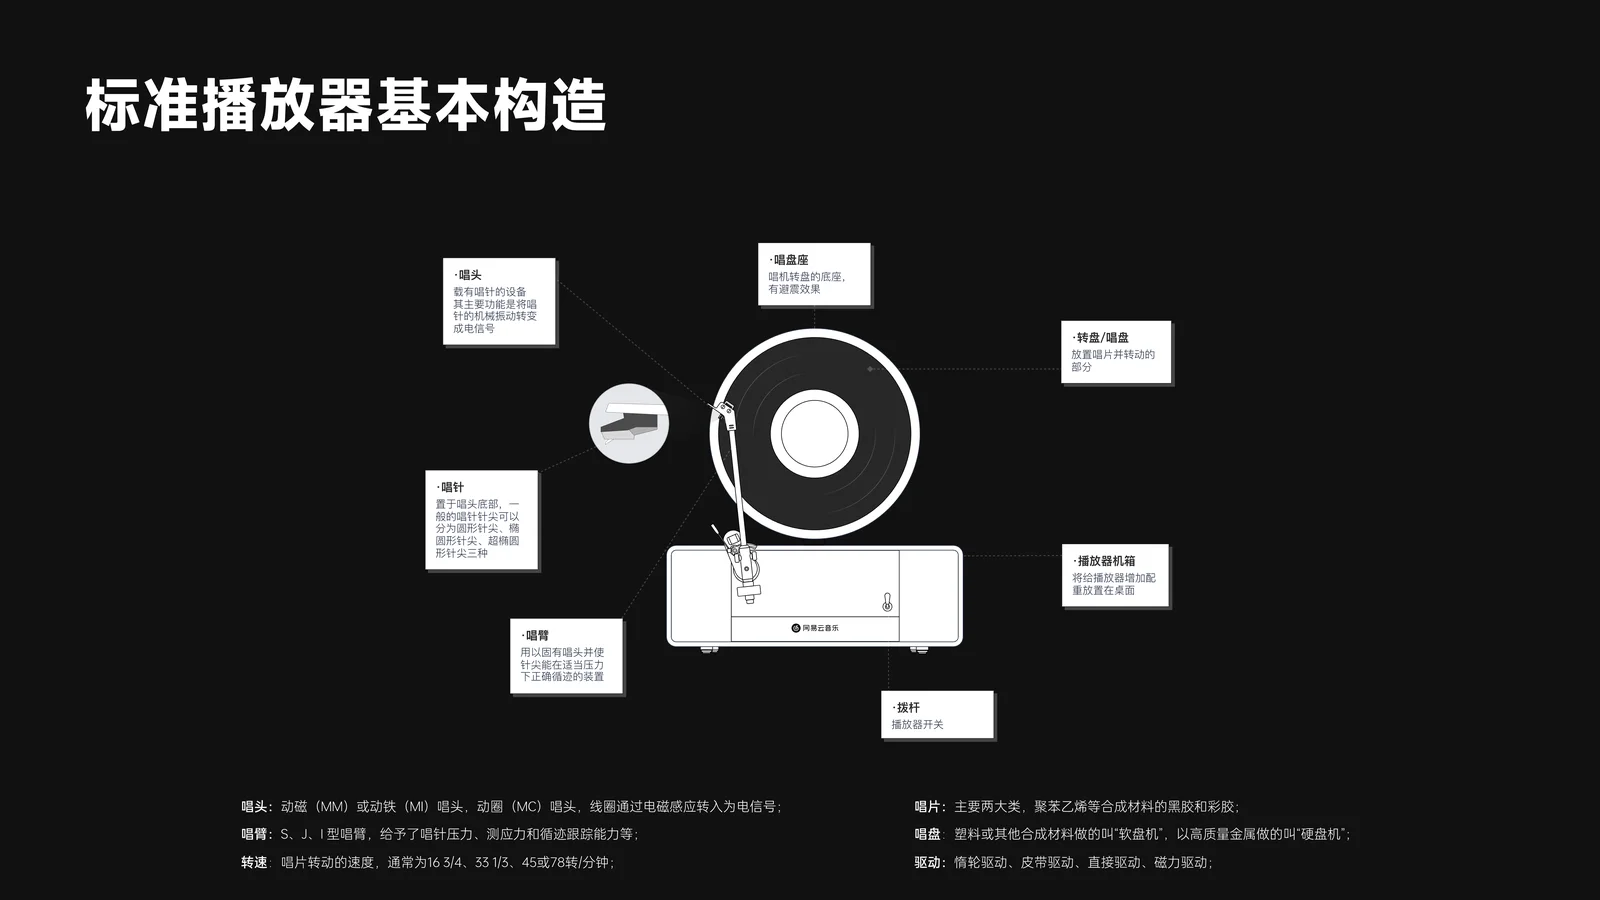 标准播放器基本构造
·唱头
载有唱针的设备
其主要功能是将唱
针的机械振动转变
成电信号
·唱盘座
唱机转盘的底座，
有避震效果
·转盘/唱盘
放置唱片并转动的
部分
·唱针
置于唱头底部，一
般的唱针针尖可以
分为圆形针尖、椭
圆形针尖、超椭圆
形针尖三种
·播放器机箱
将给播放器增加配
重放置在桌面
·唱臂
用以固有唱头并使
针尖能在适当压力
下正确循迹的装置
网易云音乐
·拨杆
播放器开关
唱头：动磁（MM）或动铁（MI）唱头，动圈（MC）唱头，线圈通过电磁感应转入为电信号；
唱臂：S、J、I 型唱臂，给予了唱针压力、测应力和循迹跟踪能力等；
转速：唱片转动的速度，通常为16 3/4、33 1/3、45或78转/分钟；
唱片：主要两大类，聚苯乙烯等合成材料的黑胶和彩胶；
唱盘：塑料或其他合成材料做的叫“软盘机”，以高质量金属做的叫“硬盘机”；
驱动：惰轮驱动、皮带驱动、直接驱动、磁力驱动；